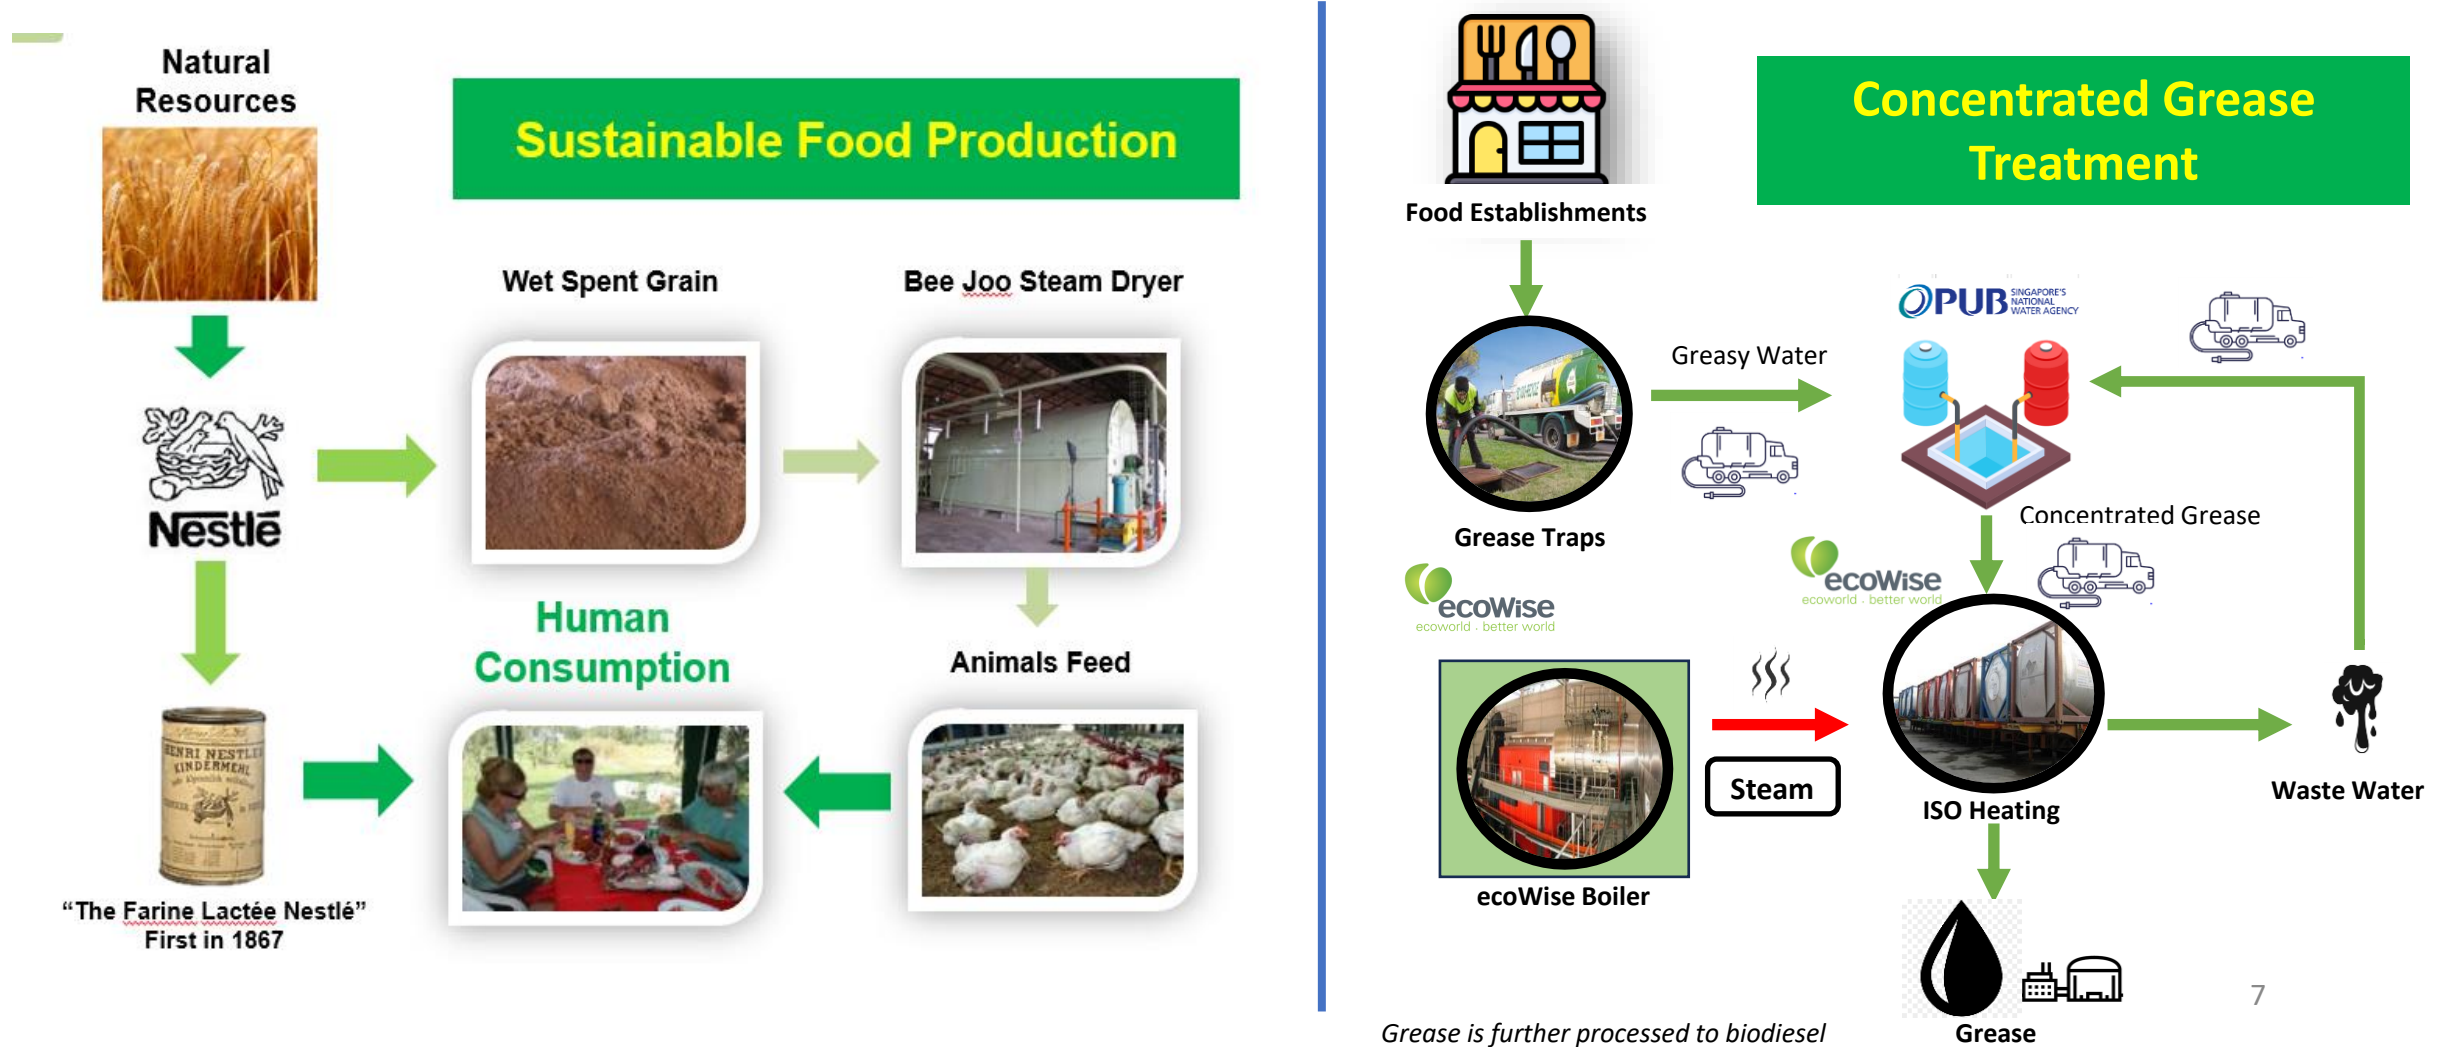 Natural
Resources
Sustainable Food Production
Wet Spent Grain
Bee Joo Steam Dryer
Nestlé
Human
Consumption
Animals Feed
HENRI NESTLE
KINDERMEHL
“The Farine Lactée Nestlé”
First in 1867
Concentrated Grease
Treatment
Food Establishments
Greasy Water
PUB SINGAPORE'S
NATIONAL
WATER AGENCY
Grease Traps
Concentrated Grease
ecoWise
ecoworld . better world
ecoWise
ecoworld . better world
Steam
ISO Heating
Waste Water
ecoWise Boiler
7
Grease is further processed to biodiesel
Grease